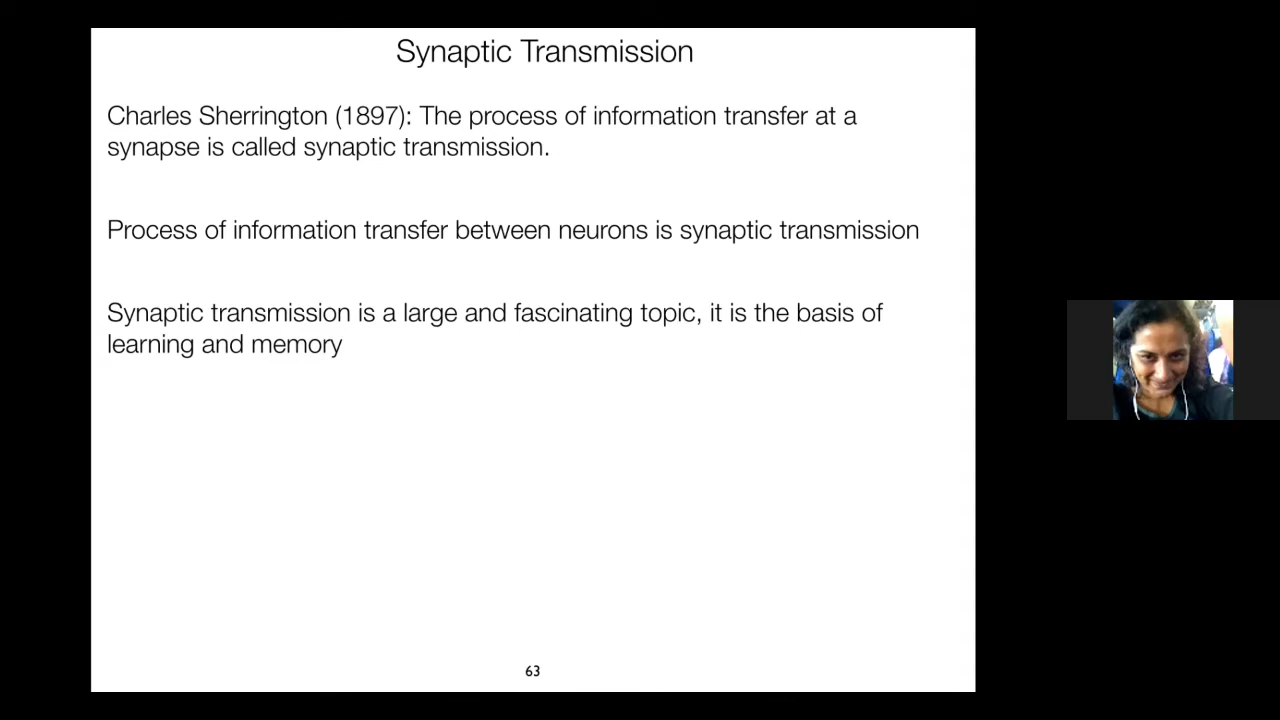 Synaptic Transmission
Charles Sherrington (1897): The process of information transfer at a
synapse is called synaptic transmission.
Process of information transfer between neurons is synaptic transmission
Synaptic transmission is a large and fascinating topic, it is the basis of
learning and memory
63